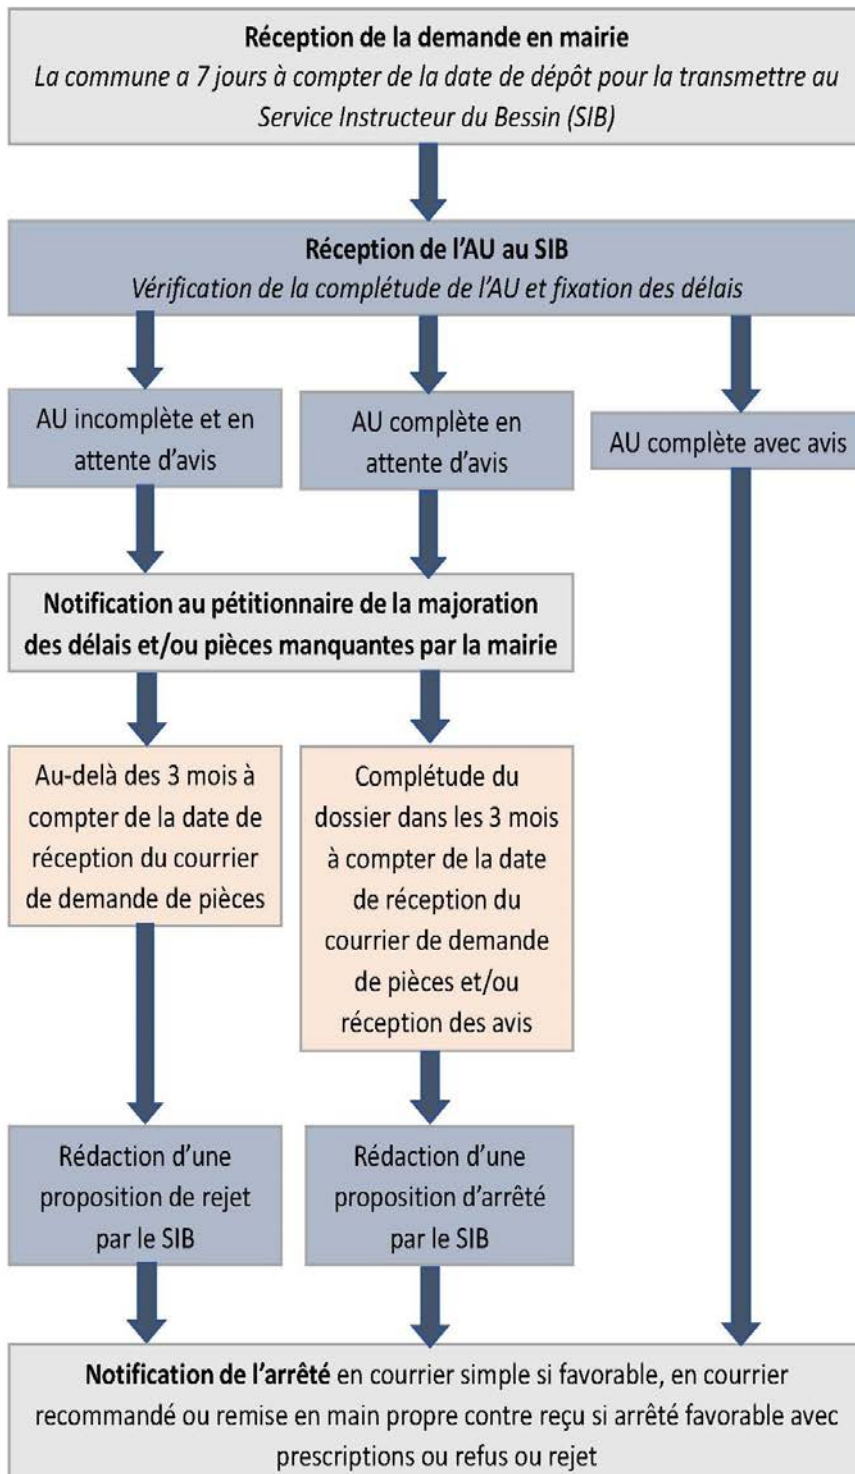 Réception de la demande en mairie
La commune a 7 jours à compter de la date de dépôt pour la transmettre au
Service Instructeur du Bessin (SIB)
Réception de l'AU au SIB
Vérification de la complétude de l'AU et fixation des délais
AU incomplète et en
attente d'avis
AU complète en
attente d'avis
AU complète avec avis
Notification au pétitionnaire de la majoration
des délais et/ou pièces manquantes par la mairie
Au-delà des 3 mois à
compter de la date de
réception du courrier
de demande de pièces
Complétude du
dossier dans les 3 mois
à compter de la date
de réception du
courrier de demande
de pièces et/ou
réception des avis
Rédaction d'une
proposition de rejet
par le SIB
Rédaction d'une
proposition d'arrêté
par le SIB
Notification de l'arrêté en courrier simple si favorable, en courrier
recommandé ou remise en main propre contre reçu si arrêté favorable avec
prescriptions ou refus ou rejet